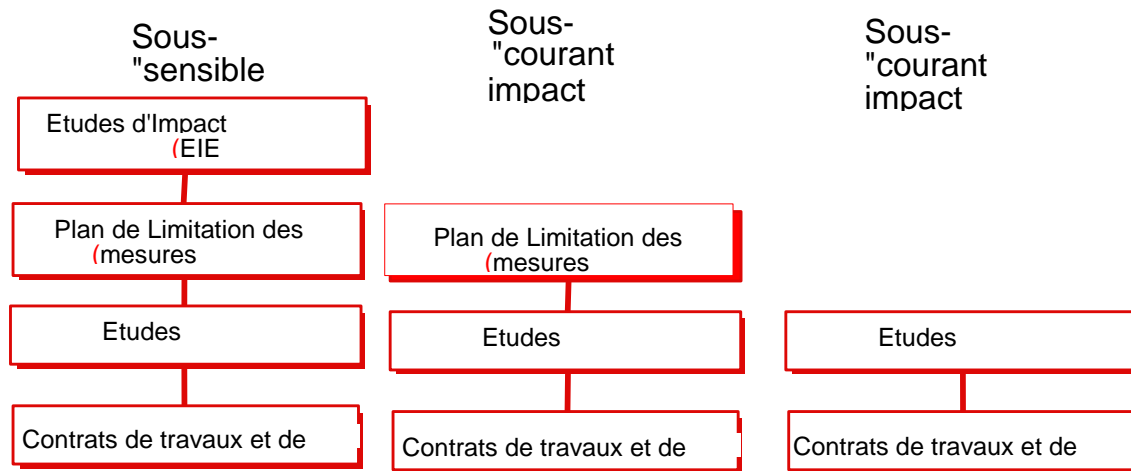 Sous-
"sensible
Sous-
"courant
impact
Sous-
"courant
impact
Etudes d'Impact
(EIE
Plan de Limitation des
(mesures
Plan de Limitation des
(mesures
Etudes
Etudes
Etudes
Contrats de travaux et de
Contrats de travaux et de
Contrats de travaux et de